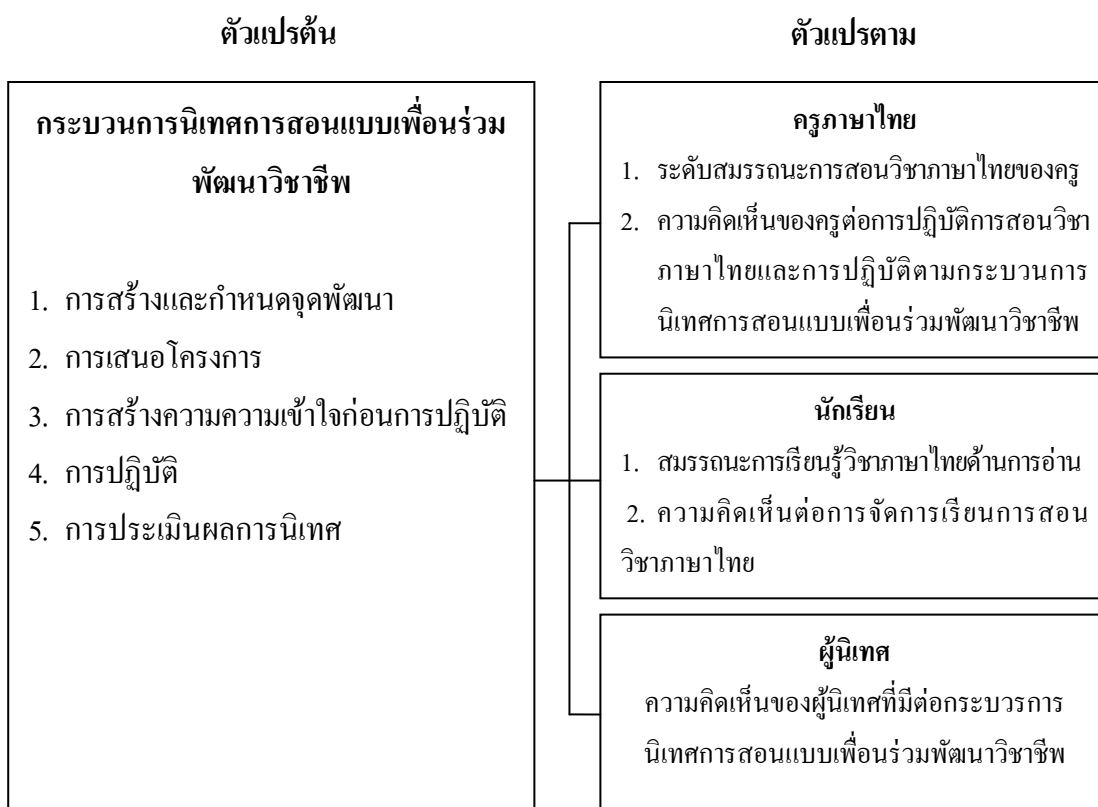 ตัวแปรต้น
กระบวนการนิเทศการสอนแบบเพื่อนร่วม
พัฒนาวิชาชีพ
1. การสร้างและกำหนดจุดพัฒนา
2. การเสนอโครงการ
3. การสร้างความความเข้าใจก่อนการปฏิบัติ
4. การปฏิบัติ
5. การประเมินผลการนิเทศ
ตัวแปรตาม
ครูภาษาไทย
1. ระดับสมรรถนะการสอนวิชาภาษาไทยของครู
2. ความคิดเห็นของครูต่อการปฏิบัติการสอนวิชา
ภาษาไทยและการปฏิบัติตามกระบวนการ
นิเทศการสอนแบบเพื่อนร่วมพัฒนาวิชาชีพ
นักเรียน
1. สมรรถนะการเรียนรู้วิชาภาษาไทยด้านการอ่าน
2. ความคิดเห็นต่อการจัดการเรียนการสอน
วิชาภาษาไทย
ผู้นิเทศ
ความคิดเห็นของผู้นิเทศที่มีต่อกระบวรการ
นิเทศการสอนแบบเพื่อนร่วมพัฒนาวิชาชีพ